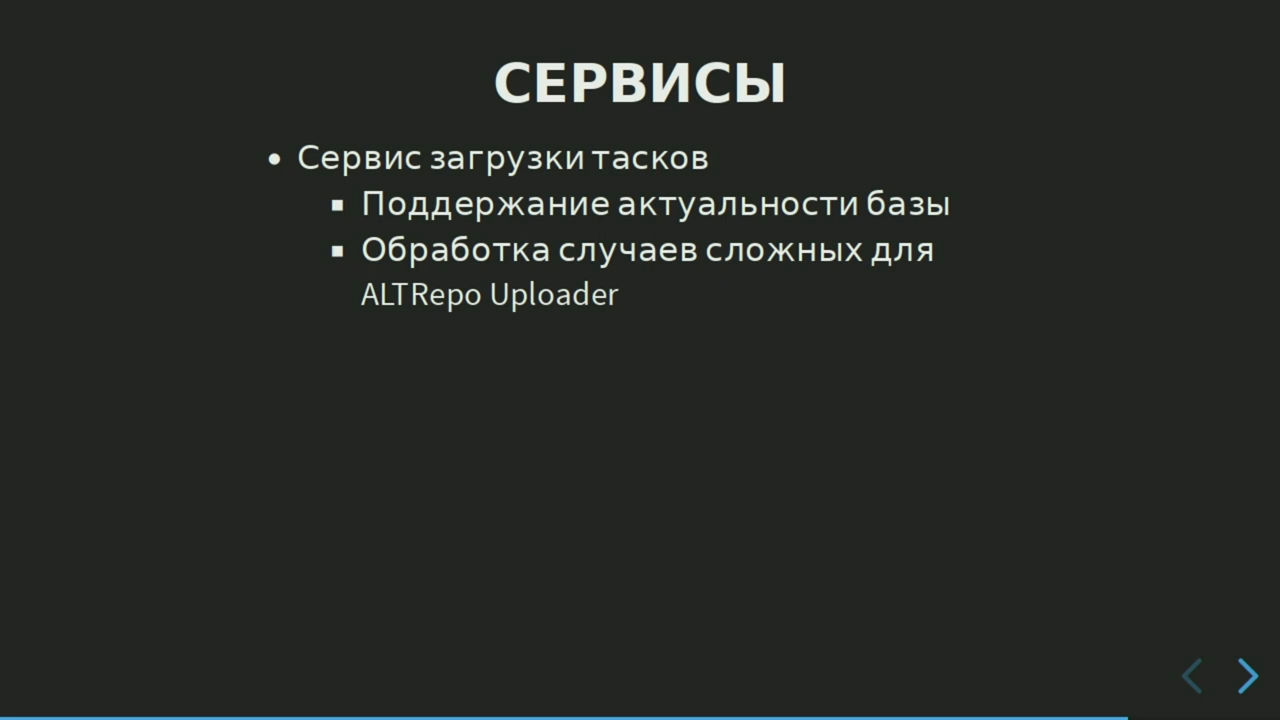 СЕРВИСЫ
Сервис загрузки тасков
Поддержание актуальности базы
Обработка случаев сложных для
ALTRepo Uploader